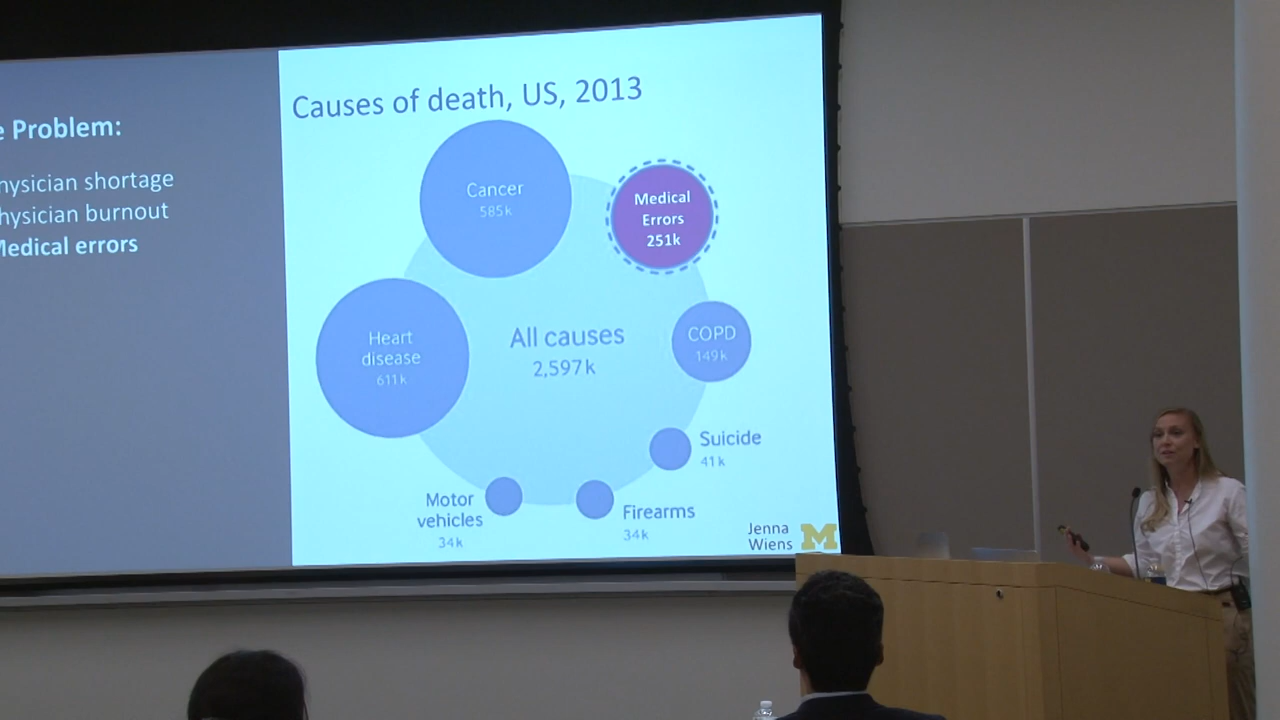 e Problem:
hysician shortage
hysician burnout
Medical errors
Causes of death, US, 2013
Cancer
585k
Medical
Errors
251k
Heart
disease
611k
All causes
2,597k
COPD
149k
Suicide
41k
Motor
vehicles
34k
Firearms
34k
Jenna
Wiens
M